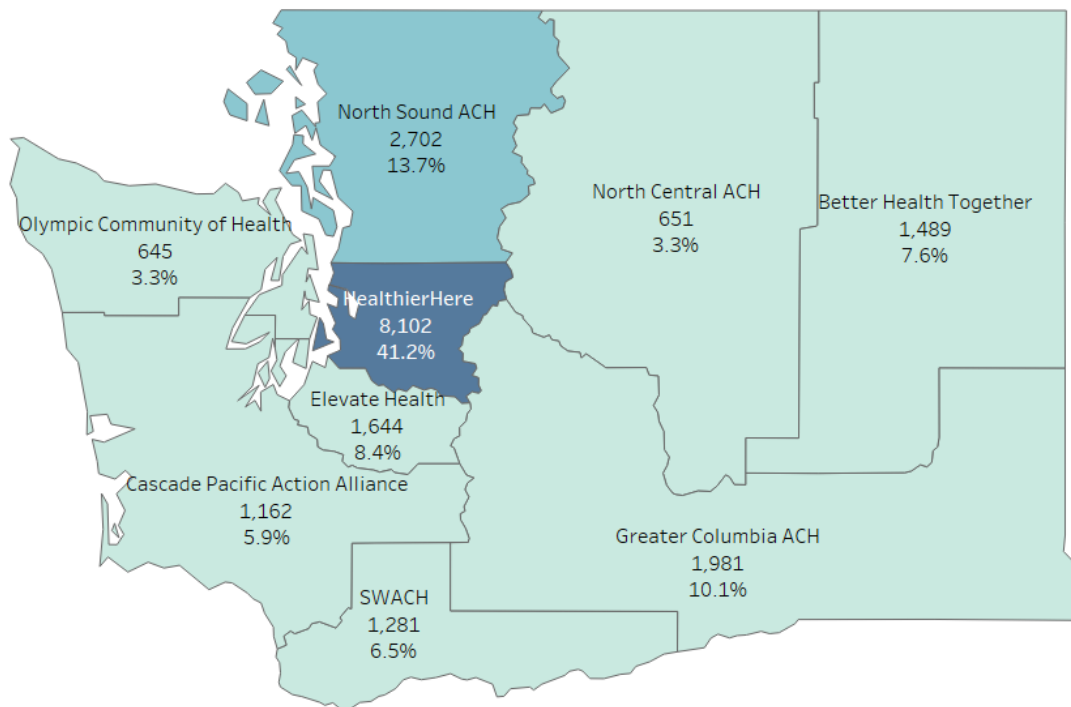 North Sound ACH
2,702
13.7%
North Central ACH
651
3.3%
Better Health Together
1,489
7.6%
Olympic Community of Health
645
3.3%
HealthierHere
8,102
41.2%
Elevate Health
1,644
8.4%
Cascade Pacific Action Alliance
1,162
5.9%
Greater Columbia ACH
1,981
10.1%
SWACH
1,281
6.5%